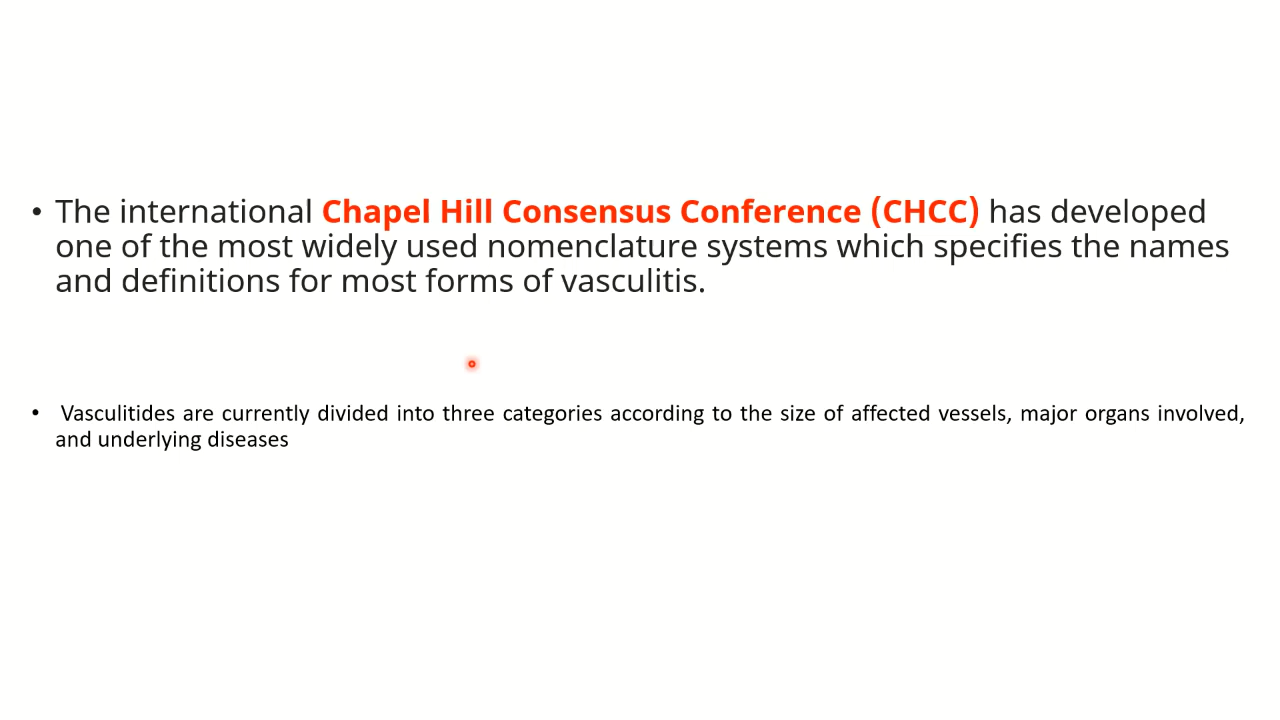 • The international Chapel Hill Consensus Conference (CHCC) has developed
one of the most widely used nomenclature systems which specifies the names
and definitions for most forms of vasculitis.
• Vasculitides are currently divided into three categories according to the size of affected vessels, major organs involved,
and underlying diseases